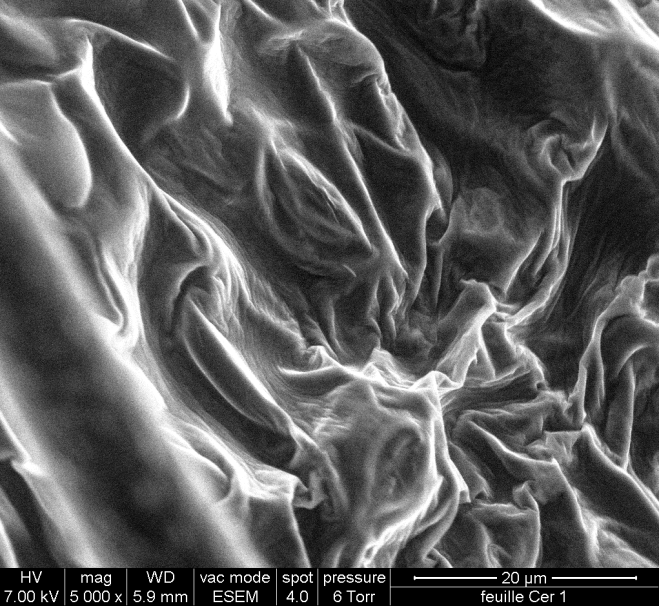 HV mag WD vac mode spot pressure 20 µm
7.00 kV 5 000 x 5.9 mm ESEM 4.0 6 Torr feuille Cer 1